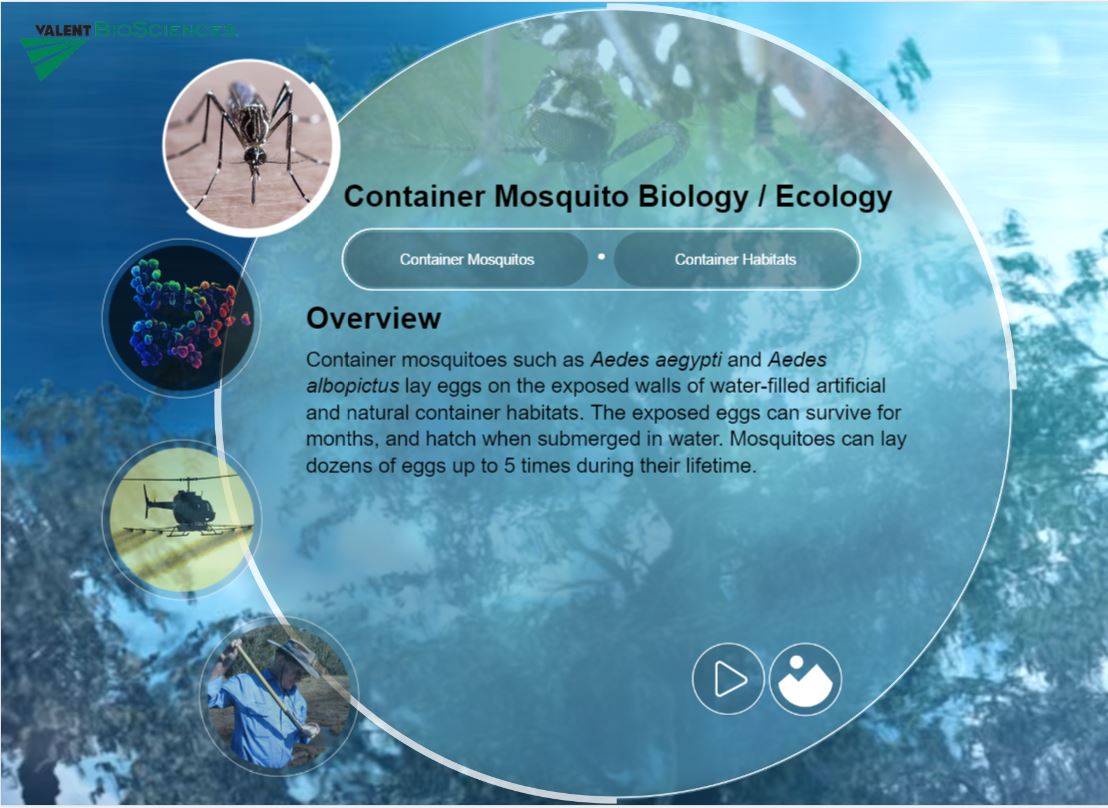 VALENT BIOSCIENCES.
Container Mosquito Biology / Ecology
Container Mosquitos • Container Habitats
Overview
Container mosquitoes such as Aedes aegypti and Aedes
albopictus lay eggs on the exposed walls of water-filled artificial
and natural container habitats. The exposed eggs can survive for
months, and hatch when submerged in water. Mosquitoes can lay
dozens of eggs up to 5 times during their lifetime.